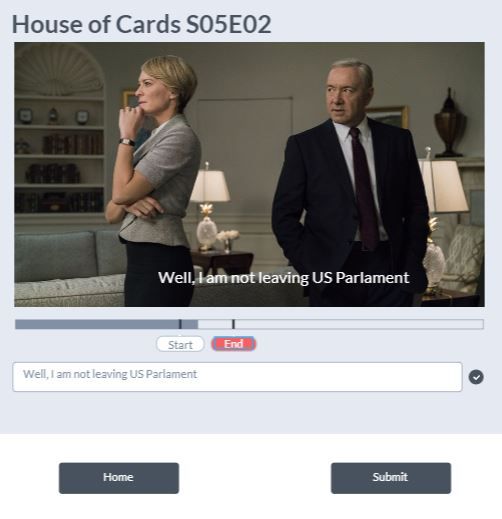 House of Cards S05E02
Well, I am not leaving US Parlament
Start
End
Well, I am not leaving US Parlament
Home
Submit